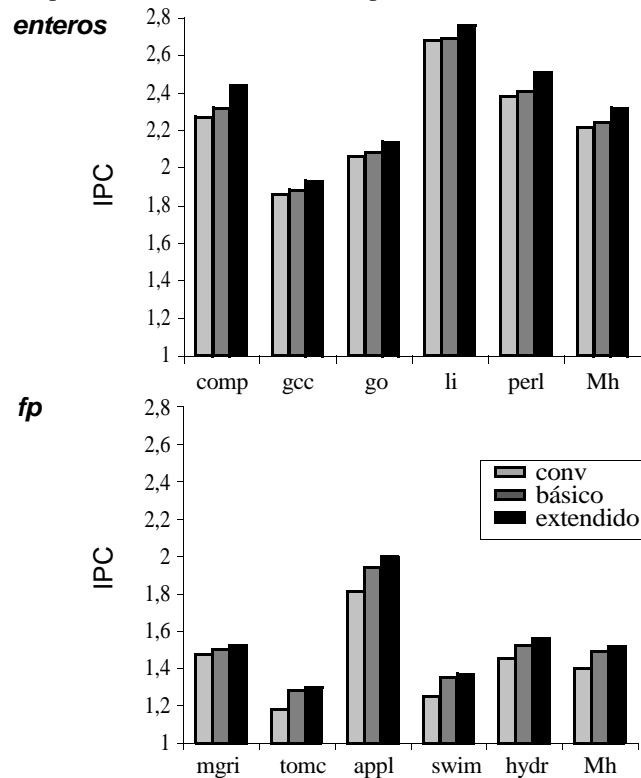 enteros
2,8
2,6
2,4
2,2
2
1,8
1,6
1,4
1,2
1
IPC
comp gcc go li perl Mh
fp
2,8
2,6
2,4
2,2
2
1,8
1,6
1,4
1,2
1
IPC
conv
básico
extendido
mgri tomc appl swim hydr Mh